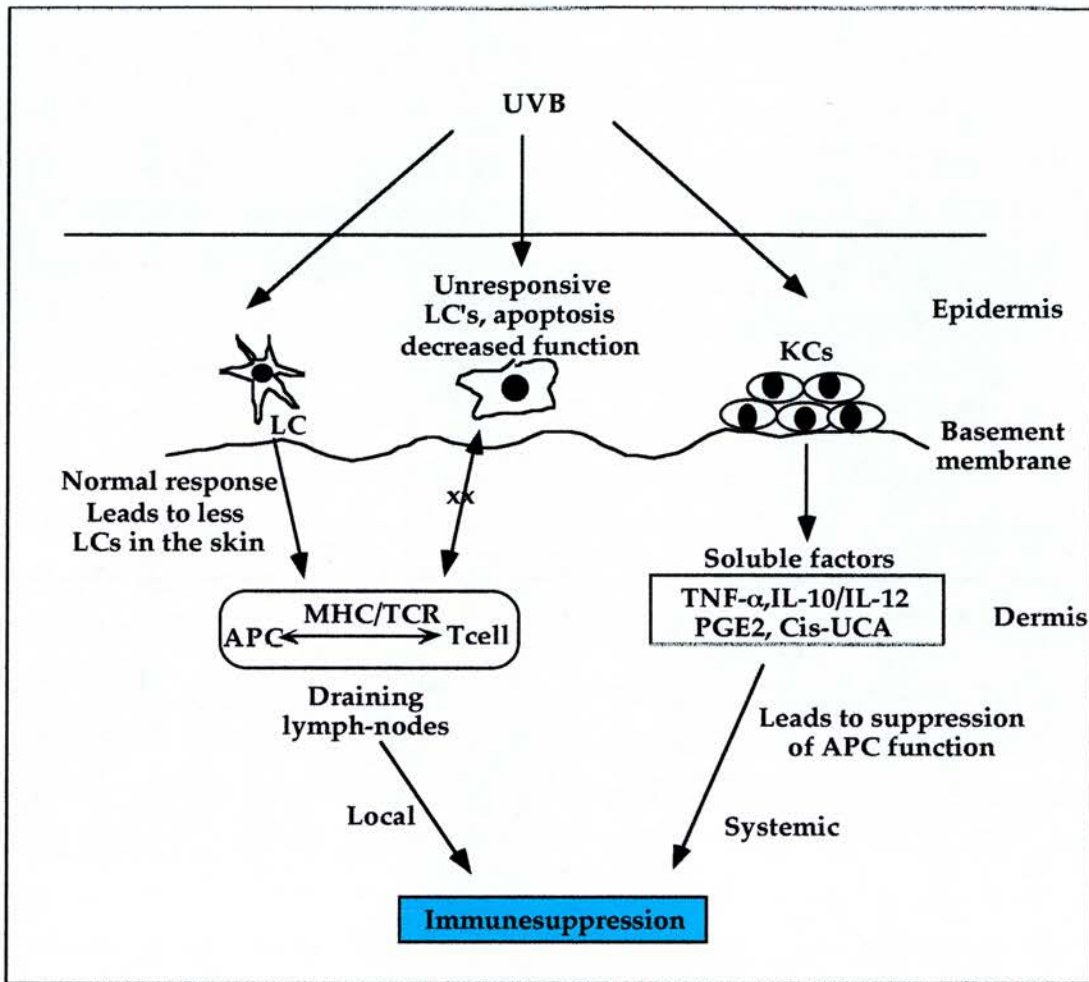 UVB
Unresponsive
LC's, apoptosis
decreased function
Epidermis
KCs
LC
Basement
membrane
Normal response
Leads to less
LCs in the skin
xx
Soluble factors
TNF-α,IL-10/IL-12
PGE2, Cis-UCA
Dermis
MHC/TCR
APC Tcell
Draining
lymph-nodes
Leads to suppression
of APC function
Local
Systemic
Immunesuppression